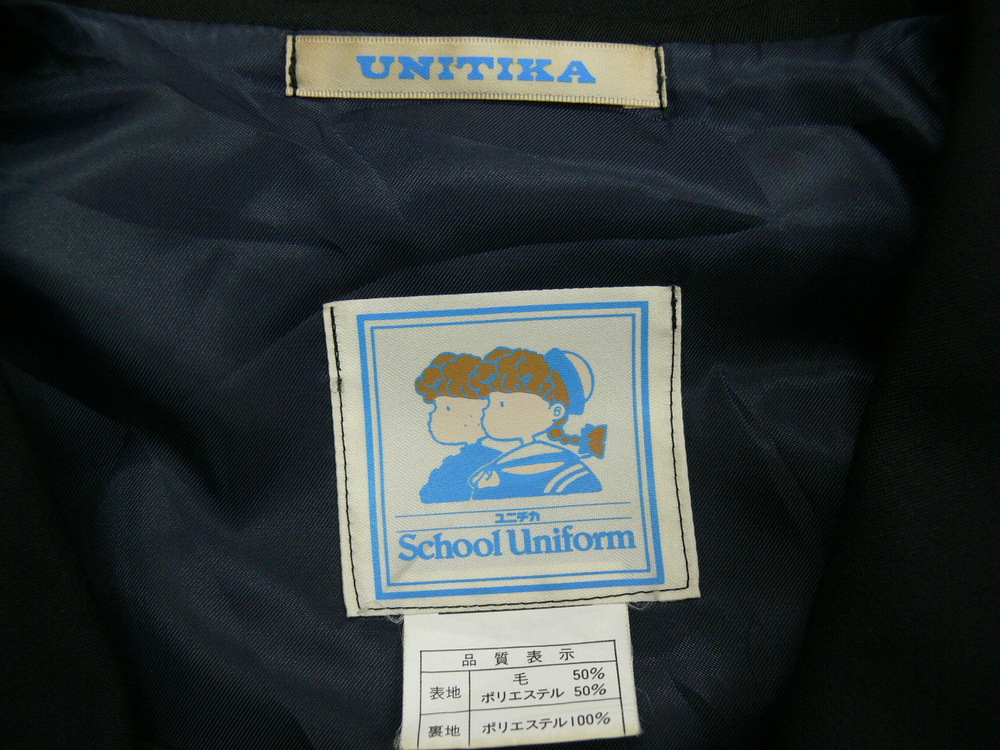 UNITIKA
ユニチカ
School Uniform
品質表示
表地 毛 50%
ポリエステル 50%
裏地 ポリエステル100%